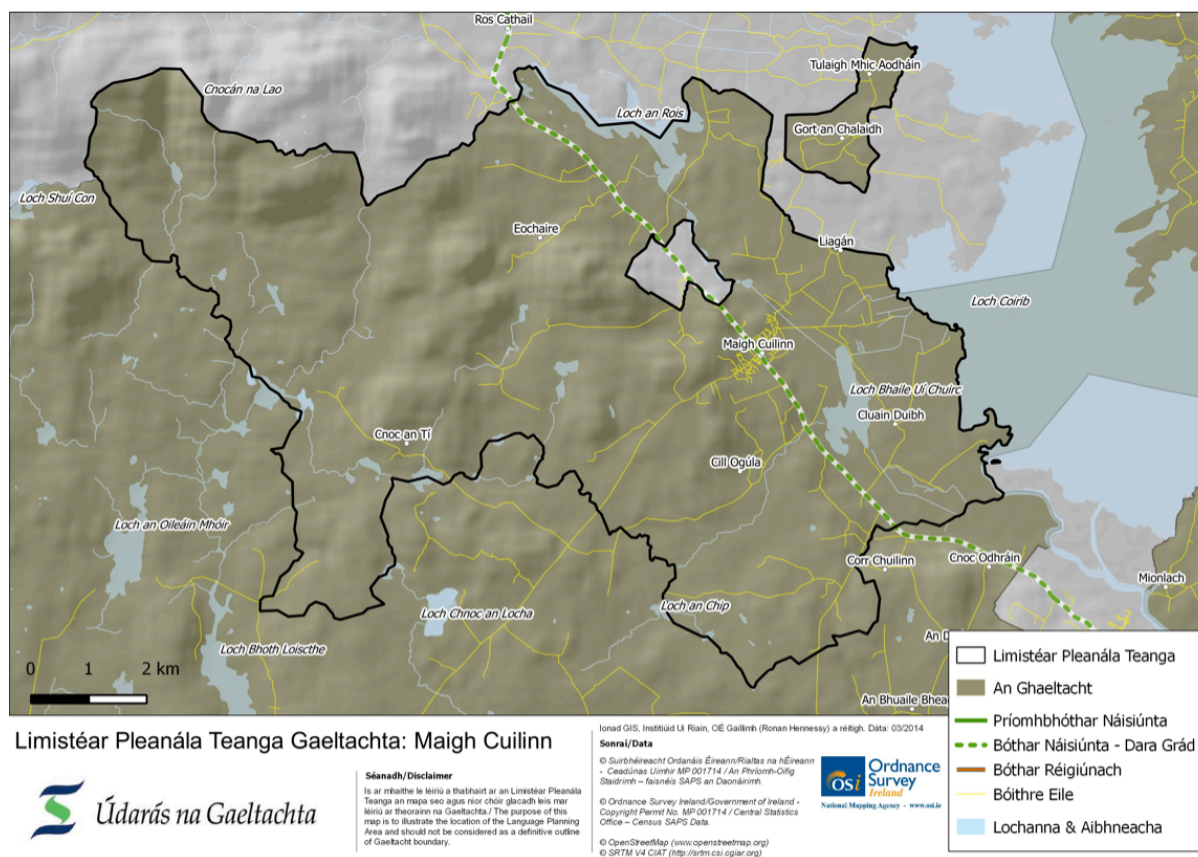 Ros Cathail
Tulaigh Mhic Aodháin
Cnocán na Lao
Loch an Rois
Gort an Chalaidh
Loch Shuí Con
Eochaire
Liagán
Loch Coirib
Maigh Cuilinn
Loch Bhaile Uí Chuirc
Cluain Duibh
Cnoc an Tí
Cill Ogúla
Loch an Oileáin Mhóir
Corr Chuilinn
Cnoc Odhráin
Mionlach
Loch Chnoc an Locha
Loch an Chip
Loch Bhoth Loiscthe
An D
An Bhuaile Bheag
0 1 2 km
Limistéar Pleanála Teanga
An Ghaeltacht
Príomhbhóthar Náisiúnta
Bóthar Náisiúnta - Dara Grád
Bóthar Réigiúnach
Bóithre Eile
Lochanna & Aibhneacha
Limistéar Pleanála Teanga Gaeltachta: Maigh Cuilinn
Údarás na Gaeltachta
Séanadh/Disclaimer
Is ar mhaithe le léiriú a thabhairt ar an Limistéar Pleanála
Teanga an mapa seo agus níor chóir glacadh leis mar
léiriú ar theorainn na Gaeltachta./ The purpose of this
map is to illustrate the location of the Language Planning
Area and should not be considered as a definitive outline
of Gaeltacht boundary.
Ionad GIS, Institiúid Uí Riain, OÉ Gaillimh (Ronan Hennessy) a réitigh. Dáta: 03/2014
Sonraí/Data
© Suirbhéireacht Ordanáis Éireann/Rialtas na hÉireann
- Ceadúnas Uimhir MP 001714 / An Phríomh-Oifig
Staidrimh – faisnéis SAPS an Daonáirimh.
© Ordnance Survey Ireland/Government of Ireland -
Copyright Permit No. MP 001714 / Central Statistics
Office – Census SAPS Data.
© OpenStreetMap (www.openstreetmap.org)
© SRTM V4 CIAT (http://srtm.csi.cgiar.org)
osi
Ordnance
Survey
Ireland
National Mapping Agency - www.osi.ie